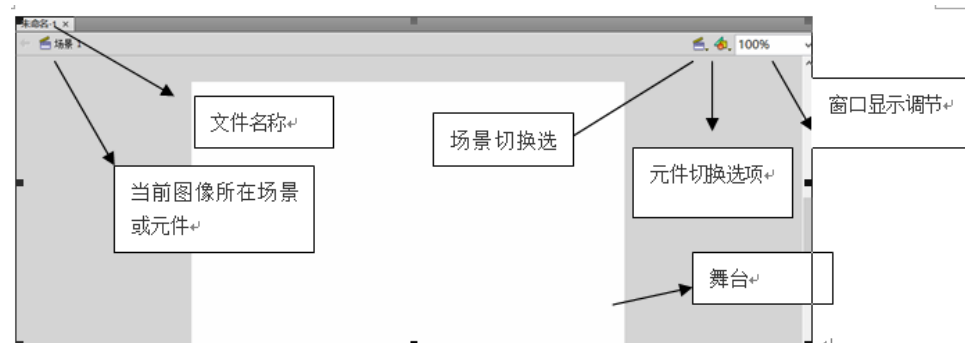 未命名-1 ×
场景 1
100%
文件名称
场景切换选
窗口显示调节
元件切换选项
当前图像所在场景
或元件
舞台